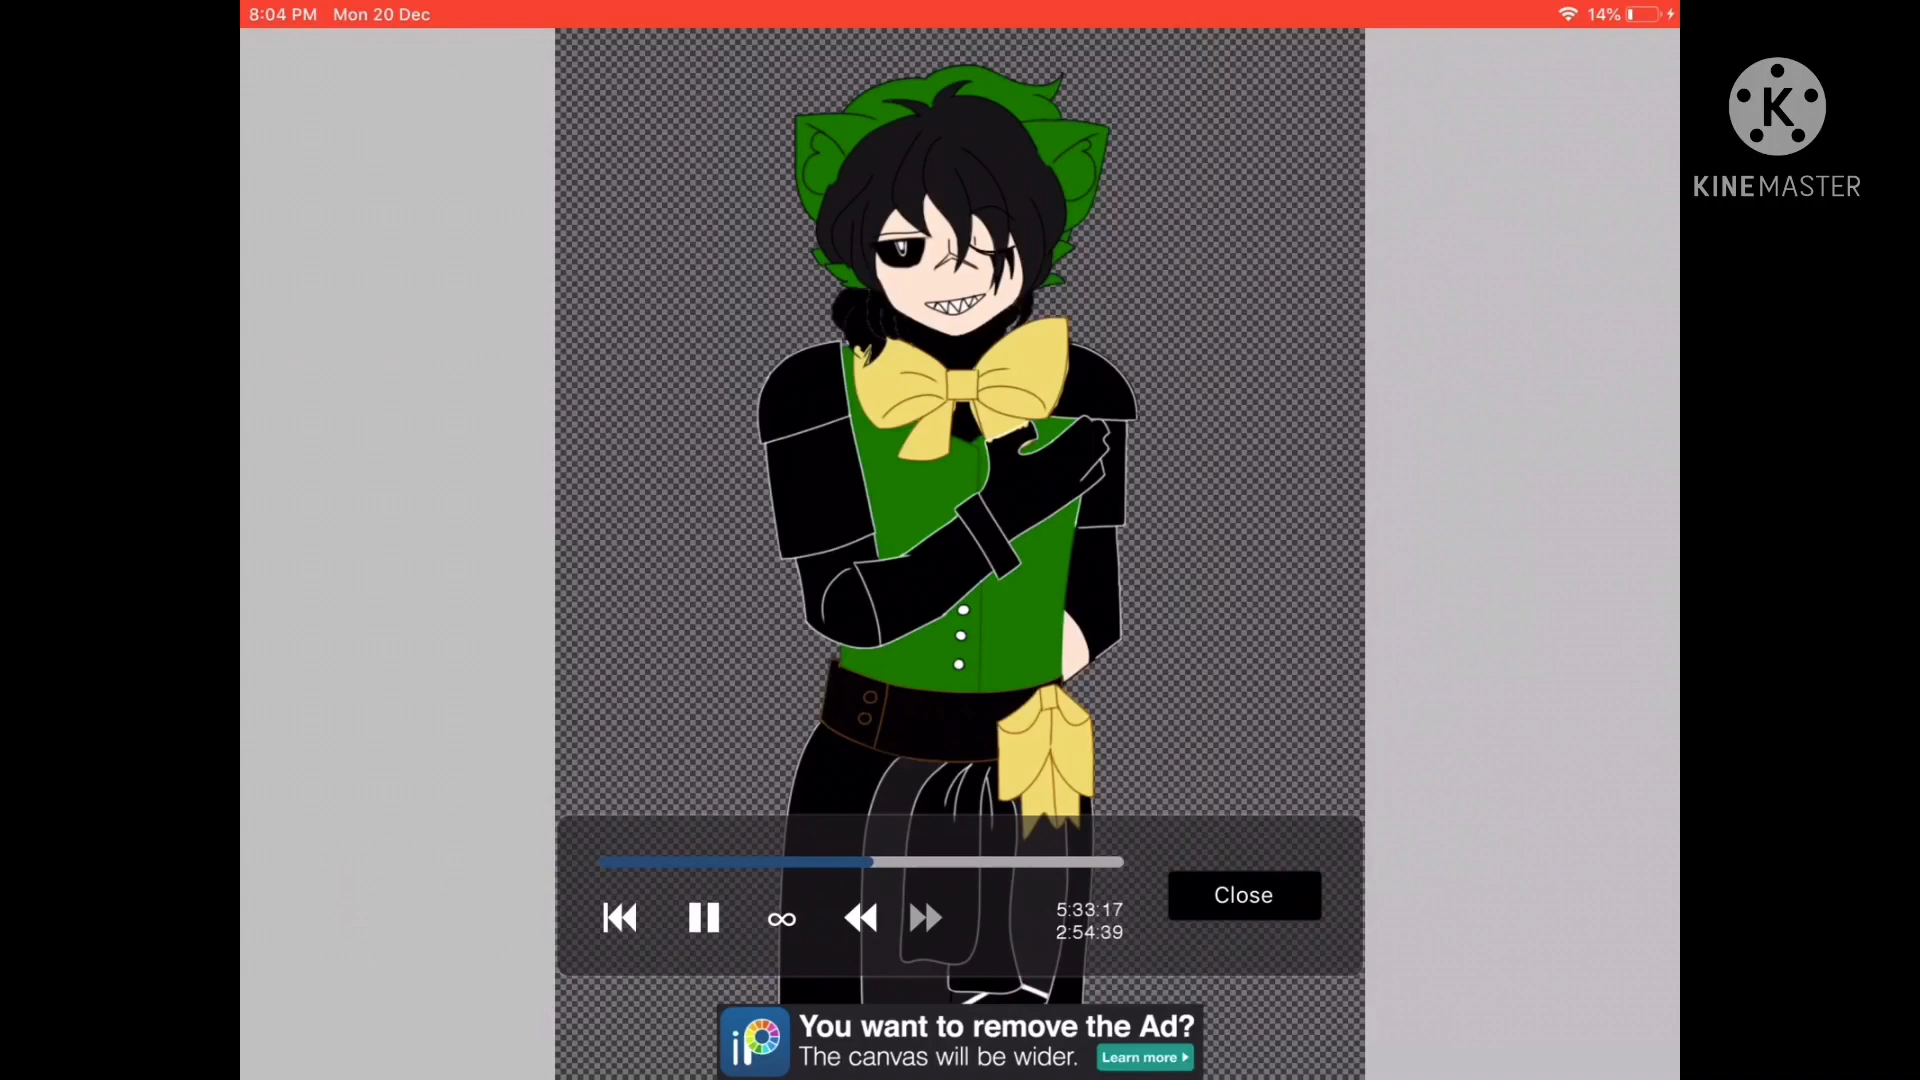 8:04 PM Mon 20 Dec
14%
K
KINEMASTER
5:33:17
2:54:39
Close
iP
You want to remove the Ad?
The canvas will be wider.
Learn more